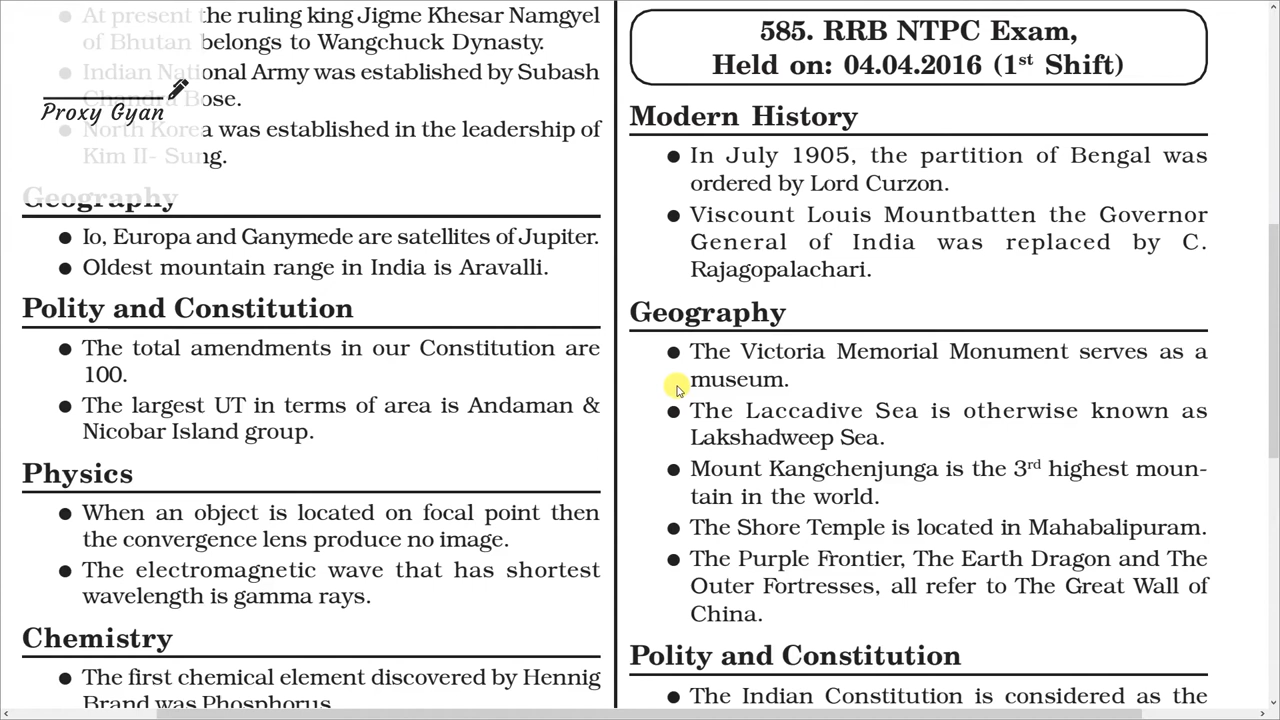 At present the ruling king Jigme Khesar Namgyel
of Bhutan belongs to Wangchuck Dynasty.
Indian National Army was established by Subash
Chandra Bose.
Proxy Gyan
North Korea was established in the leadership of
Kim II- Sung.
Geography
● Io, Europa and Ganymede are satellites of Jupiter.
● Oldest mountain range in India is Aravalli.
Polity and Constitution
● The total amendments in our Constitution are
100.
● The largest UT in terms of area is Andaman &
Nicobar Island group.
Physics
● When an object is located on focal point then
the convergence lens produce no image.
● The electromagnetic wave that has shortest
wavelength is gamma rays.
Chemistry
● The first chemical element discovered by Hennig
Brand was Phosphorus.
585. RRB NTPC Exam,
Held on: 04.04.2016 (1st Shift)
Modern History
● In July 1905, the partition of Bengal was
ordered by Lord Curzon.
● Viscount Louis Mountbatten the Governor
General of India was replaced by C.
Rajagopalachari.
Geography
● The Victoria Memorial Monument serves as a
museum.
● The Laccadive Sea is otherwise known as
Lakshadweep Sea.
● Mount Kangchenjunga is the 3rd highest moun-
tain in the world.
● The Shore Temple is located in Mahabalipuram.
● The Purple Frontier, The Earth Dragon and The
Outer Fortresses, all refer to The Great Wall of
China.
Polity and Constitution
● The Indian Constitution is considered as the